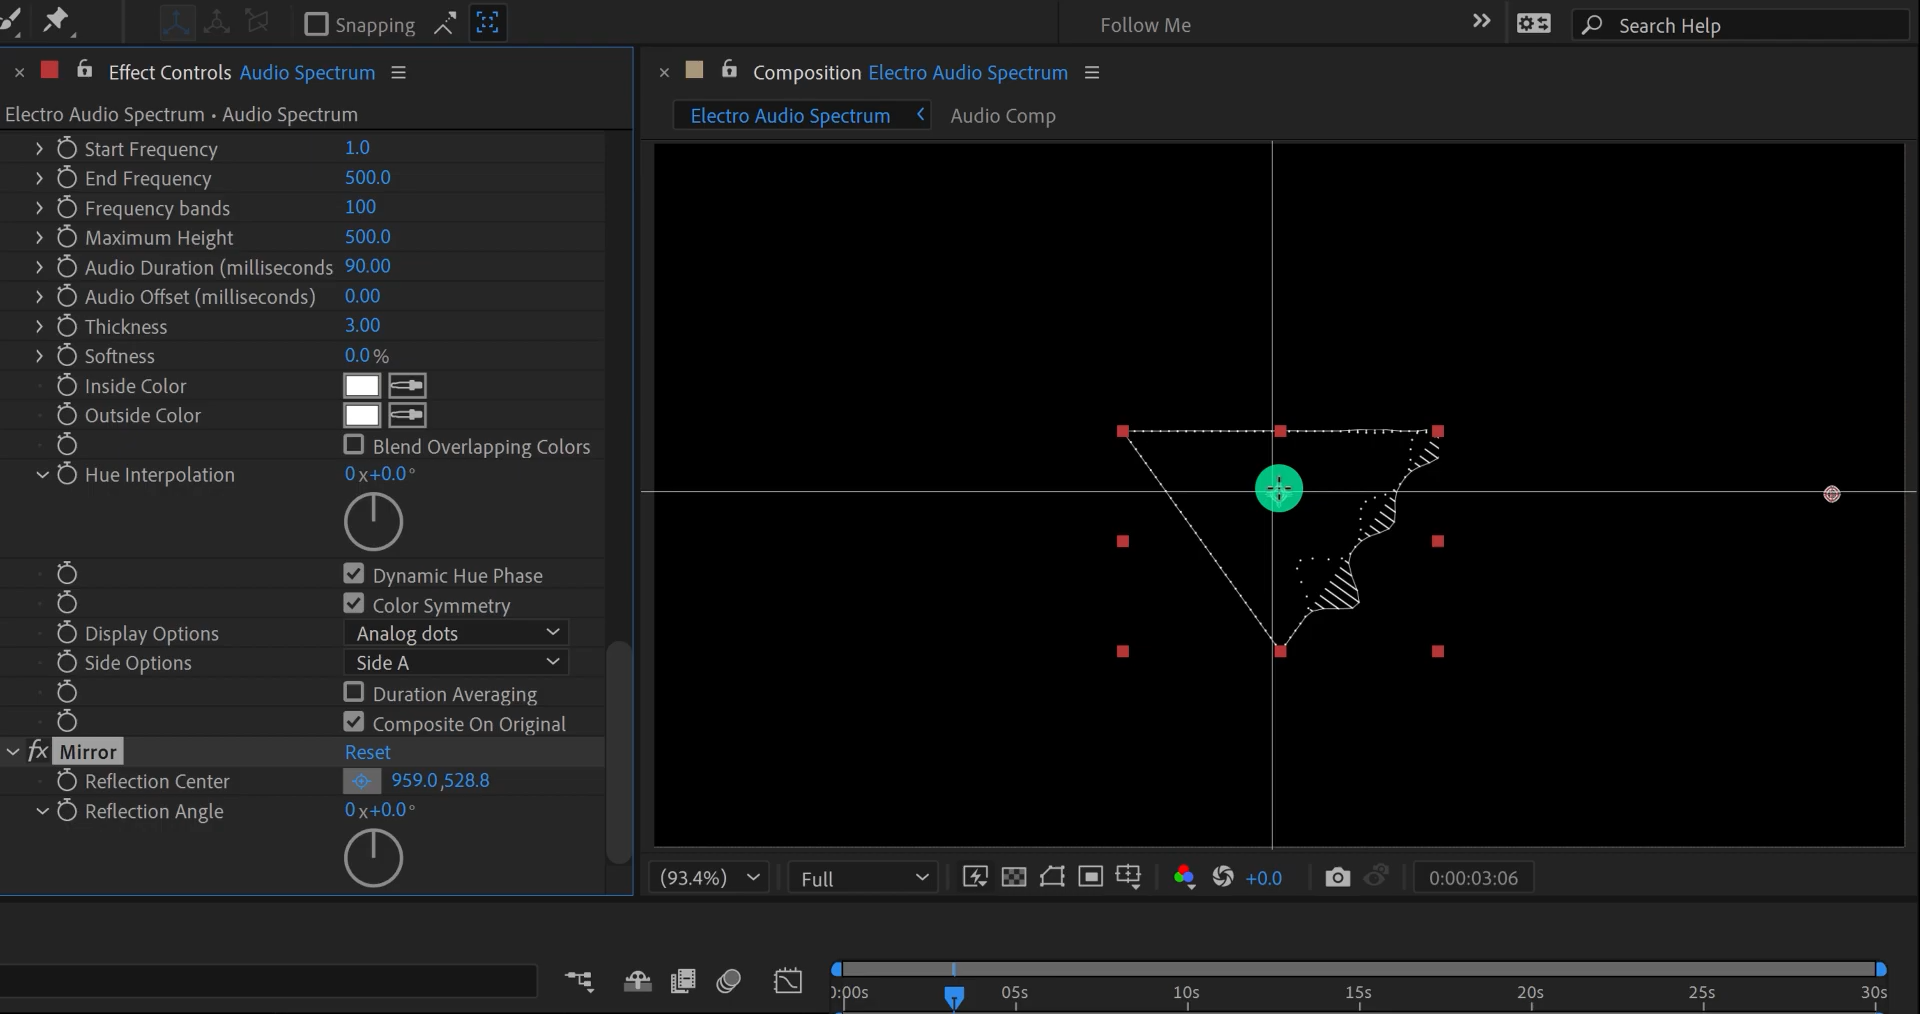 Snapping
Follow Me
Search Help
Effect Controls Audio Spectrum
Composition Electro Audio Spectrum
Electro Audio Spectrum • Audio Spectrum
Electro Audio Spectrum
Audio Comp
Start Frequency 1.0
End Frequency 500.0
Frequency bands 100
Maximum Height 500.0
Audio Duration (milliseconds 90.00
Audio Offset (milliseconds) 0.00
Thickness 3.00
Softness 0.0 %
Inside Color
Outside Color
Blend Overlapping Colors
Hue Interpolation 0 x+0.0°
Dynamic Hue Phase
Color Symmetry
Display Options Analog dots
Side Options Side A
Duration Averaging
Composite On Original
fx Mirror Reset
Reflection Center 959.0,528.8
Reflection Angle 0 x+0.0°
(93.4%)
Full
+0.0
0:00:03:06
0:00s 05s 10s 15s 20s 25s 30s